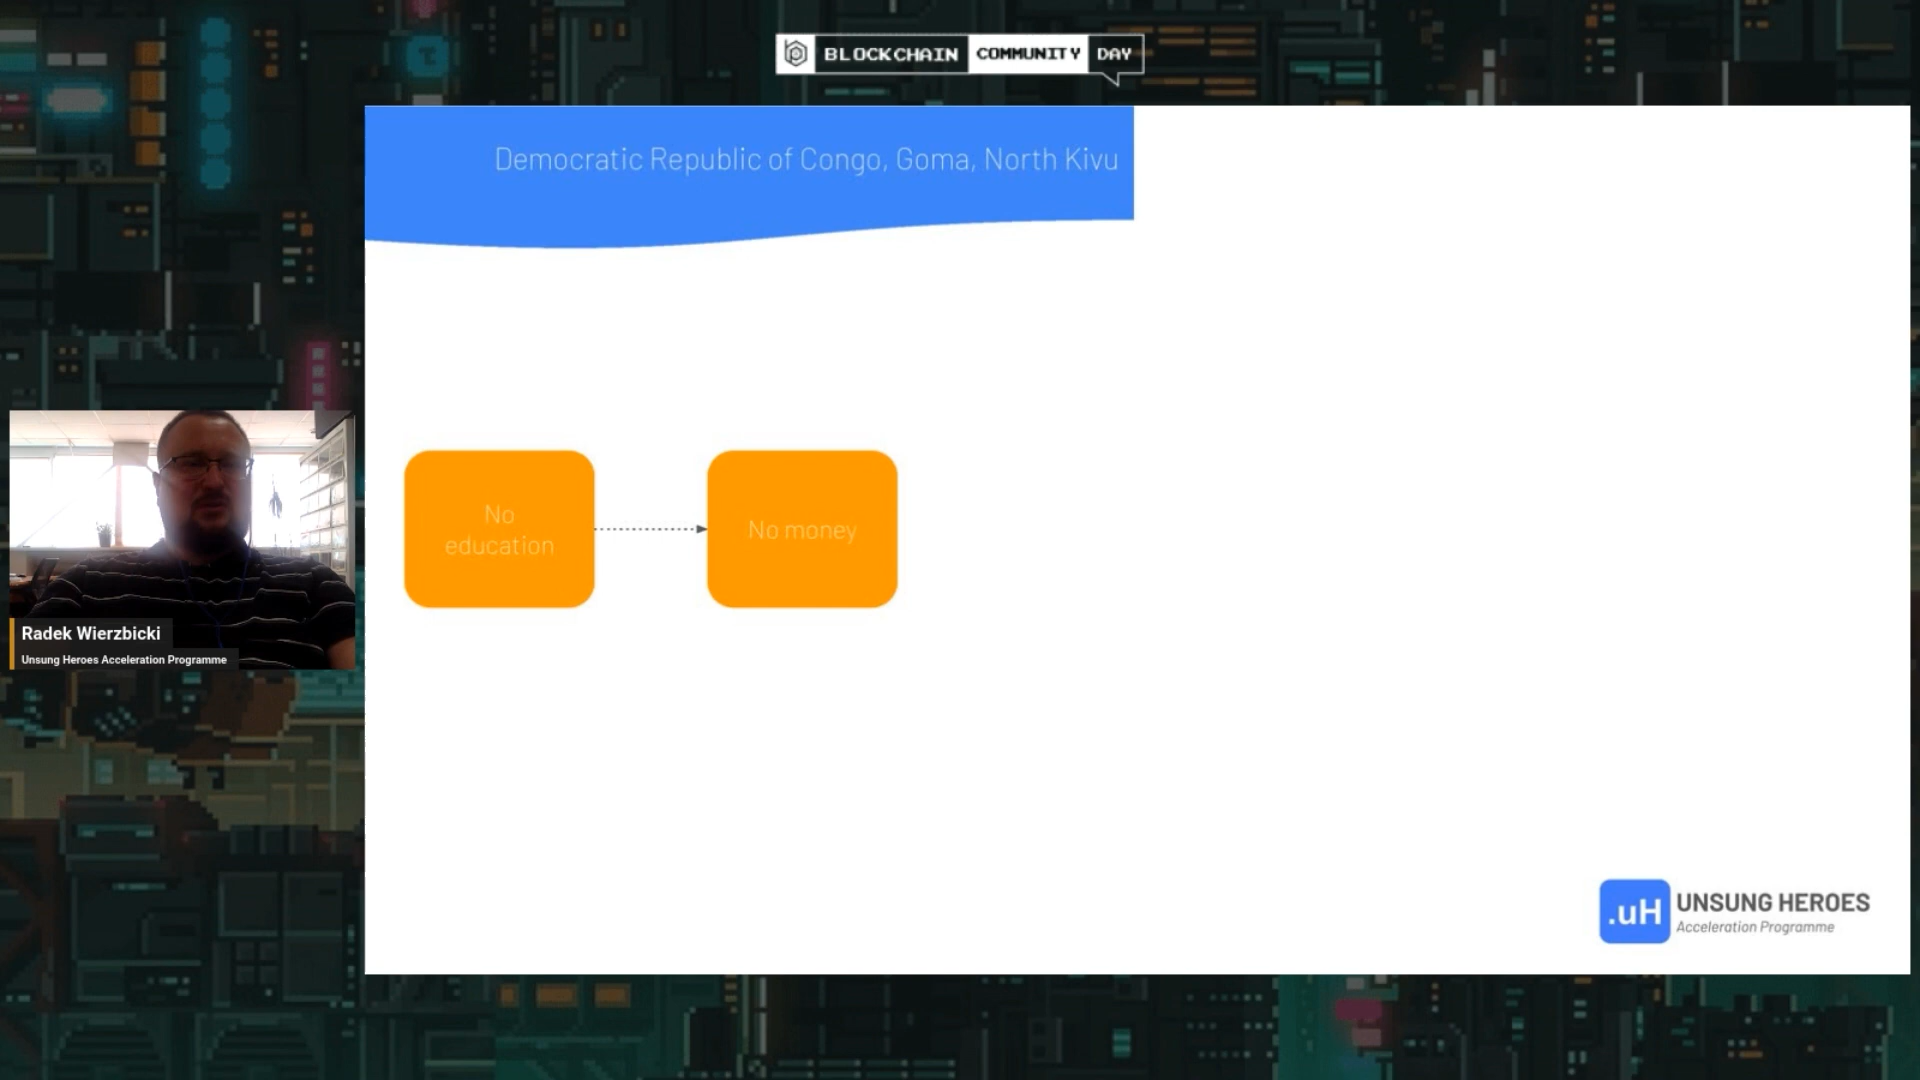 BLOCKCHAIN COMMUNITY DAY
Democratic Republic of Congo, Goma, North Kivu
No
education
No money
Radek Wierzbicki
Unsung Heroes Acceleration Programme
.uH UNSUNG HEROES
Acceleration Programme